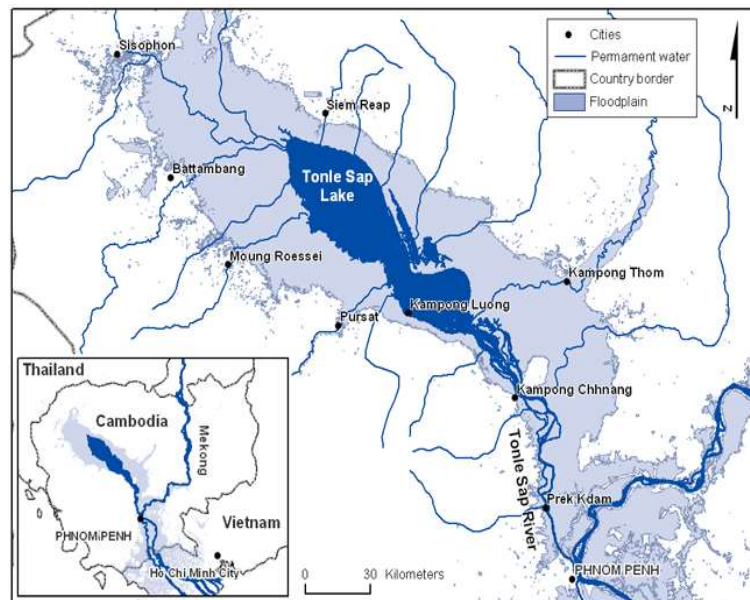 Cities
Permament water
Country border
Floodplain
N
Sisophon
Siem Reap
Battambang
Tonle Sap
Lake
Moung Roessei
Kampong Thom
Kampong Luong
Pursat
Kampong Chhnang
Tonle Sap River
Prek Kdam
PHNOM PENH
0 30 Kilometers
Thailand
Cambodia
Mekong
Vietnam
PHNOM PENH
Ho Chi Minh City